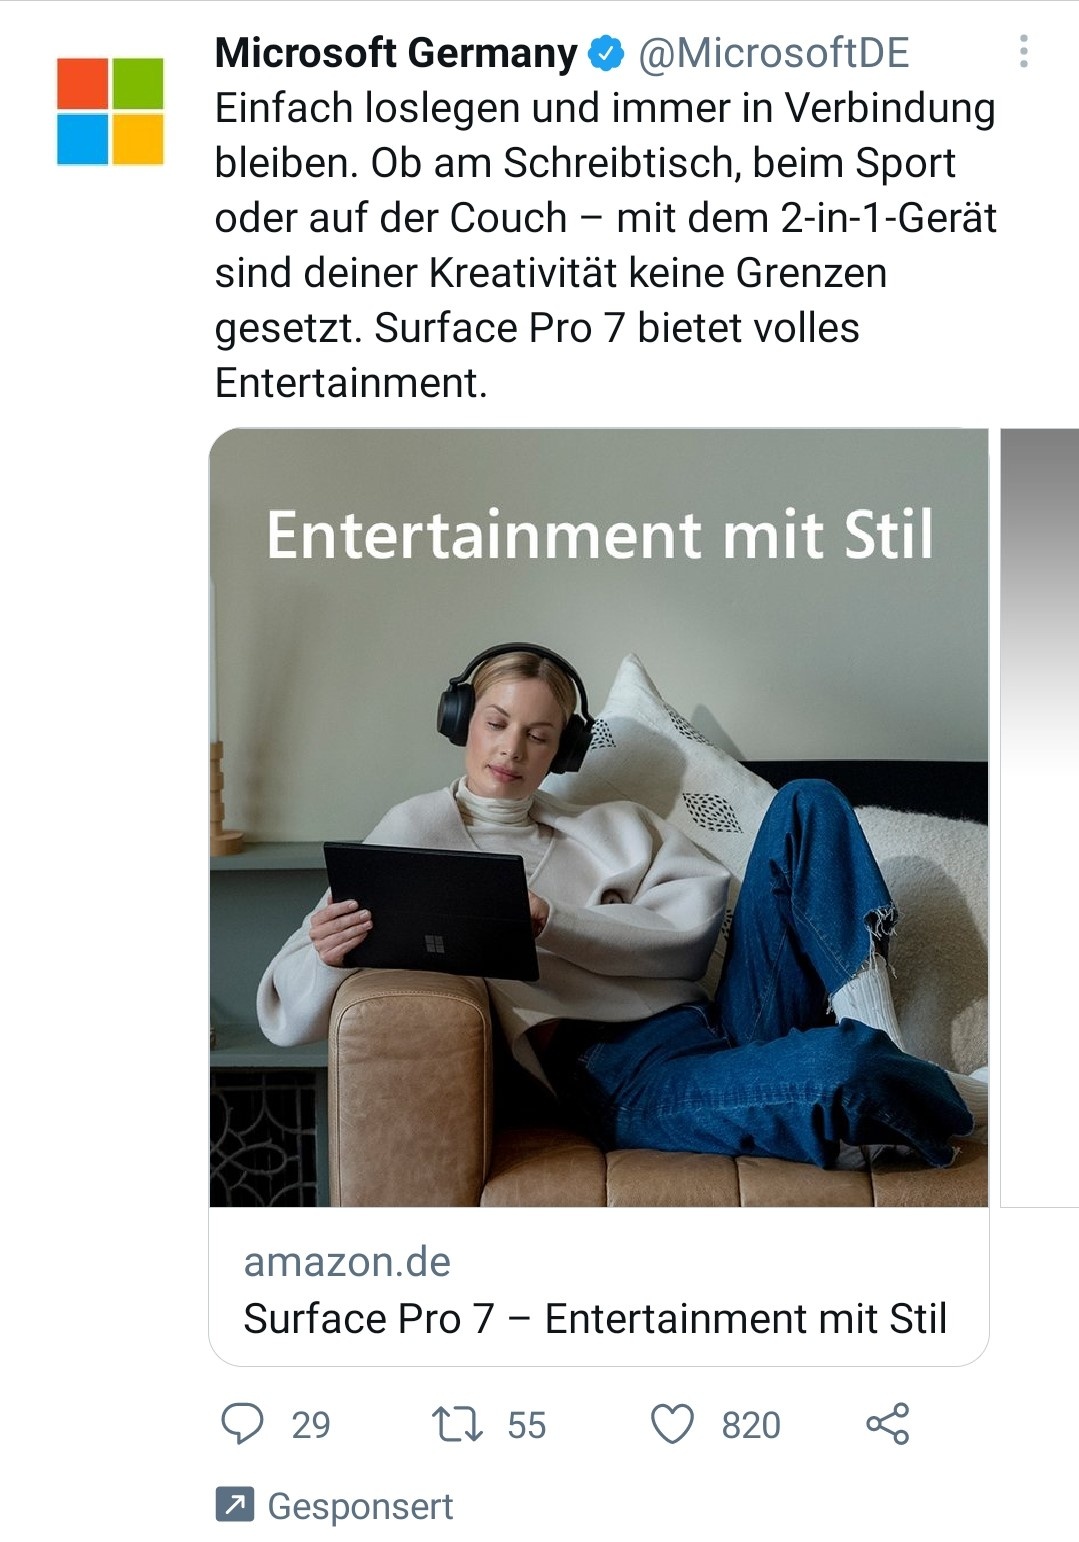 Microsoft Germany @MicrosoftDE
Einfach loslegen und immer in Verbindung
bleiben. Ob am Schreibtisch, beim Sport
oder auf der Couch – mit dem 2-in-1-Gerät
sind deiner Kreativität keine Grenzen
gesetzt. Surface Pro 7 bietet volles
Entertainment.
Entertainment mit Stil
amazon.de
Surface Pro 7 – Entertainment mit Stil
29 55 820
Gesponsert